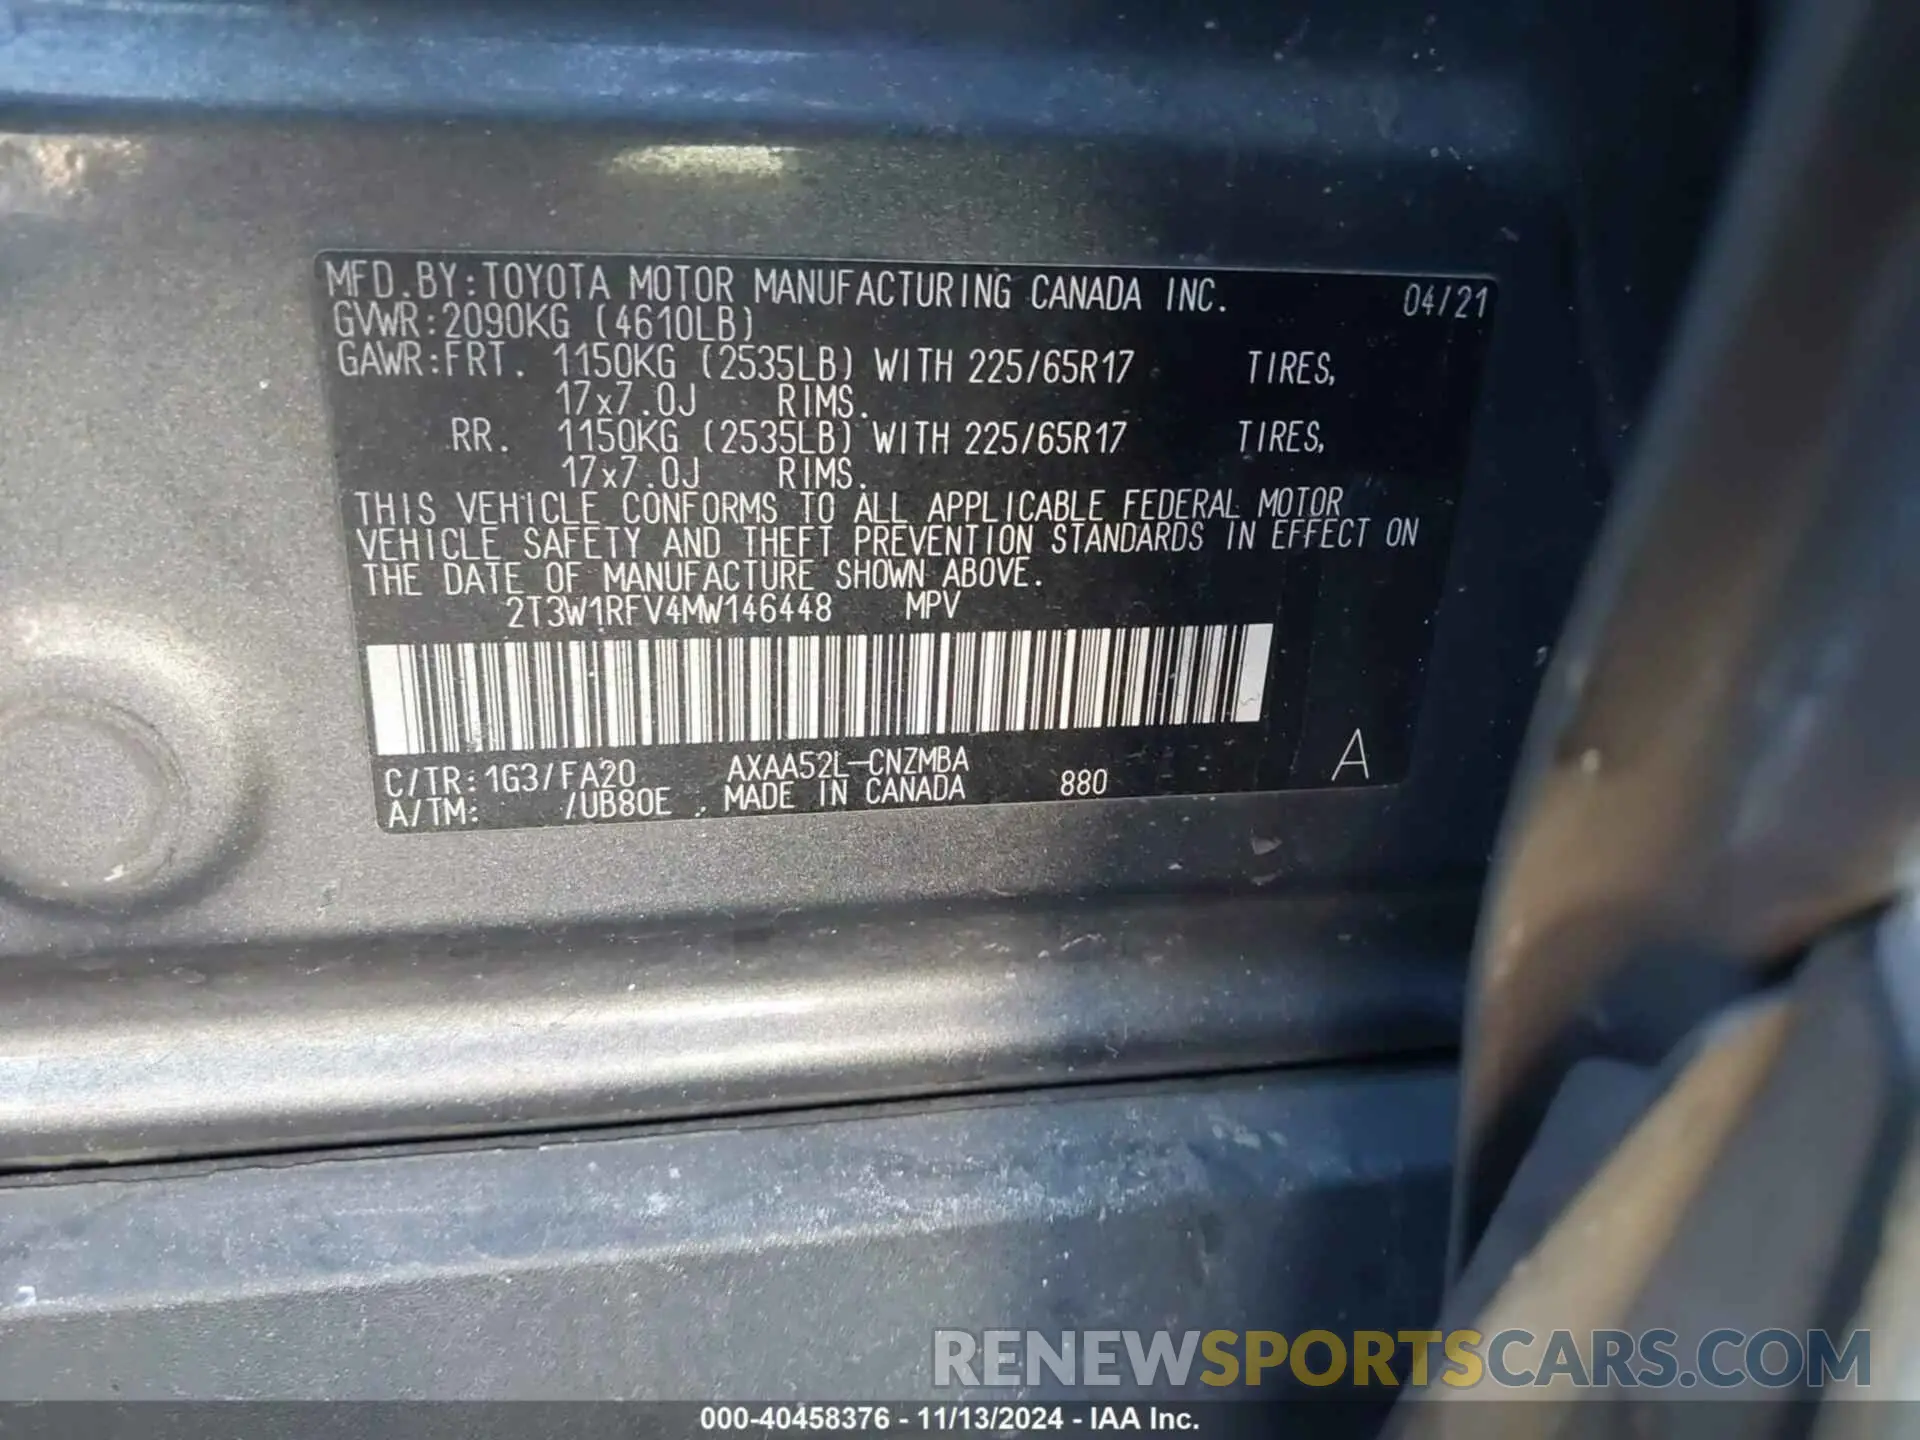 MFD.BY:TOYOTA MOTOR MANUFACTURING CANADA INC. 04/21
GVWR:2090KG (4610LB)
GAWR:FRT. 1150KG (2535LB) WITH 225/65R17 TIRES,
17x7.0J RIMS.
RR. 1150KG (2535LB) WITH 225/65R17 TIRES,
17x7.0J RIMS.
THIS VEHICLE CONFORMS TO ALL APPLICABLE FEDERAL MOTOR
VEHICLE SAFETY AND THEFT PREVENTION STANDARDS IN EFFECT ON
THE DATE OF MANUFACTURE SHOWN ABOVE.
2T3W1RFV4MW146448 MPV
C/TR:1G3/FA20 AXAA52L-CNZMBA
A/TM: /UB80E MADE IN CANADA 880 A
RENEWSPORTSCARS.COM
000-40458376 - 11/13/2024 - IAA Inc.